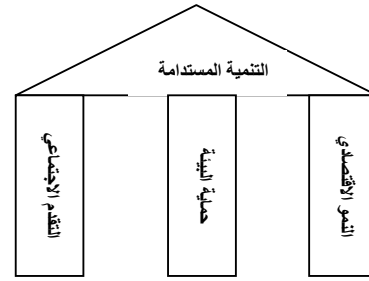 التنمية المستدامة
النمو الاقتصادي
حماية البيئة
التقدم الاجتماعي